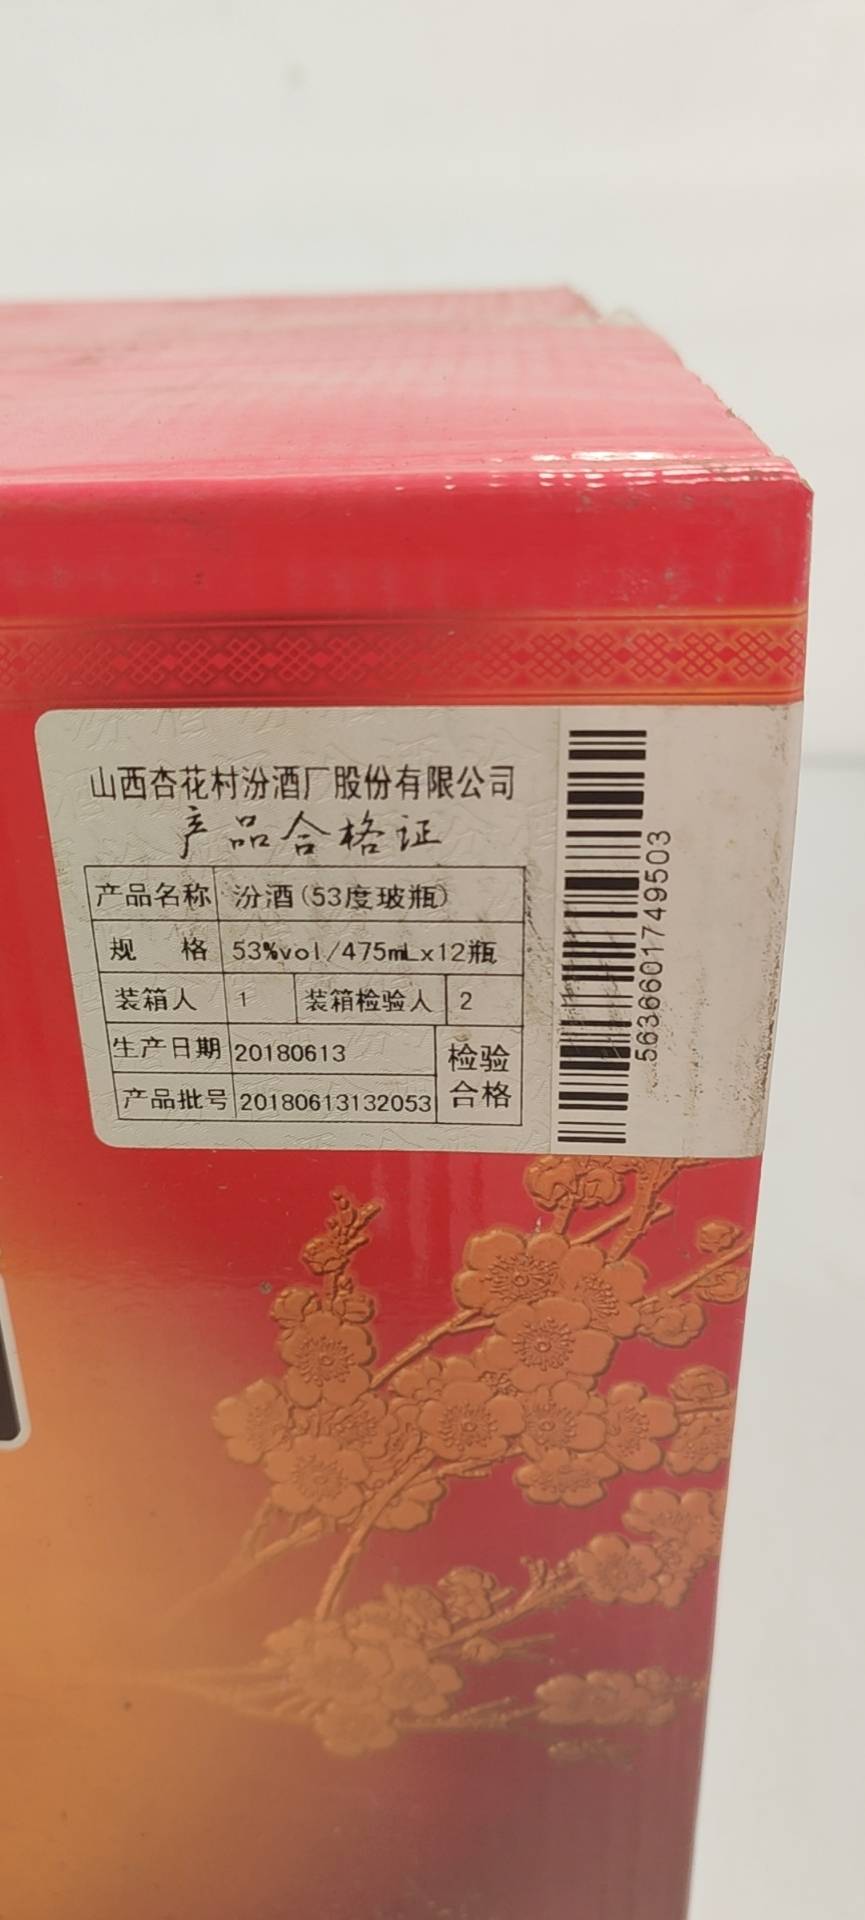 山西杏花村汾酒厂股份有限公司
产品合格证
产品名称 汾酒(53度玻瓶)
规 格 53%vol/475mLx12瓶
装箱人 1 装箱检验人 2
生产日期 20180613 检验
产品批号 20180613132053 合格
5636601749503